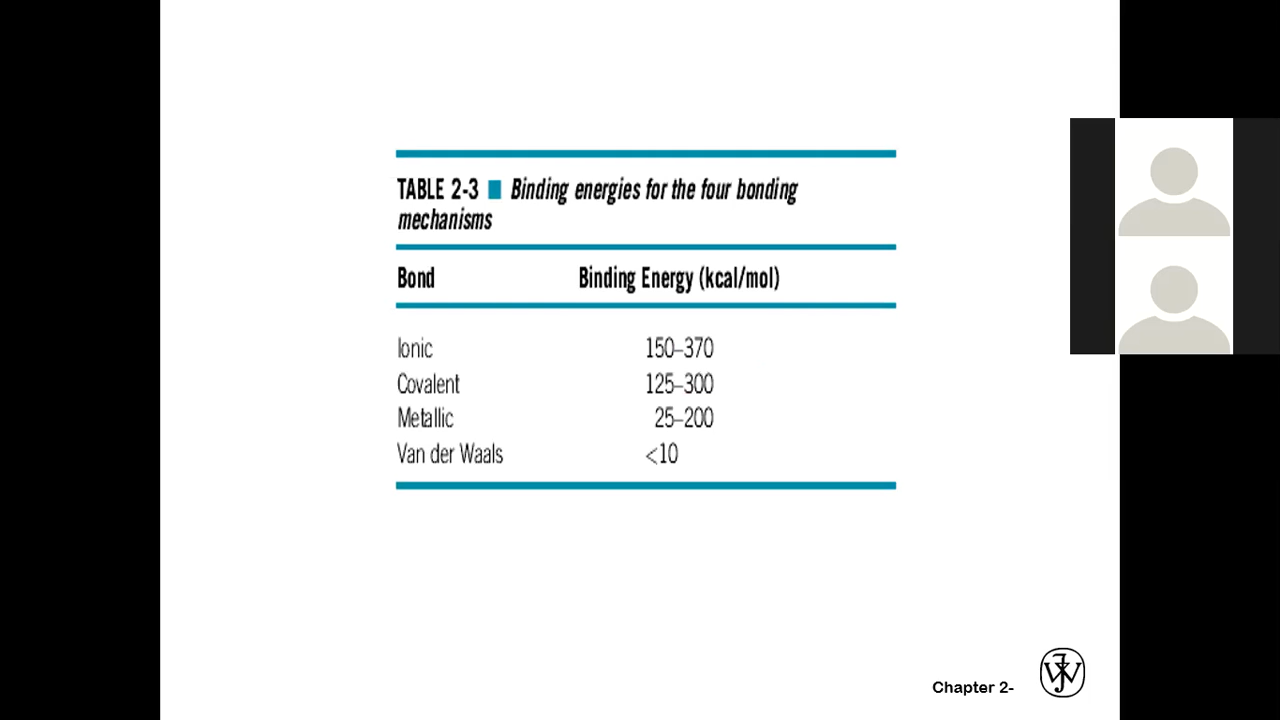 TABLE 2-3 ■ Binding energies for the four bonding
mechanisms
Bond Binding Energy (kcal/mol)
Ionic 150–370
Covalent 125–300
Metallic 25–200
Van der Waals <10
Chapter 2-